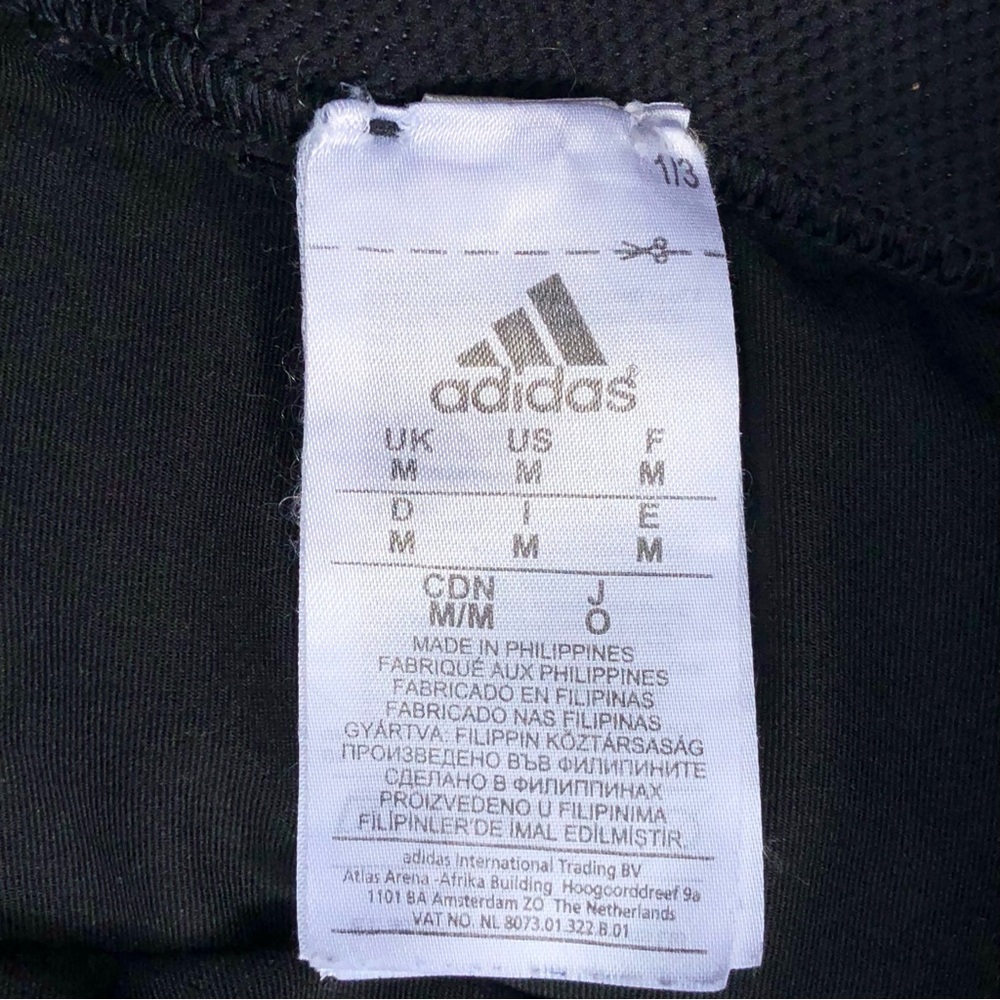 1/3
adidas®
UK US F
M M M
D I E
M M M
CDN J
M/M O
MADE IN PHILIPPINES
FABRIQUÉ AUX PHILIPPINES
FABRICADO EN FILIPINAS
FABRICADO NAS FILIPINAS
GYÁRTVA: FILIPPIN KÖZTÁRSASÁG
ПРОИЗВЕДЕНО ВЪВ ФИЛИПИНИТЕ
СДЕЛАНО В ФИЛИППИНАХ
PROIZVEDENO U FILIPINIMA
FİLİPİNLER'DE İMAL EDİLMİŞTİR.
adidas International Trading BV
Atlas Arena -Afrika Building Hoogoorddreef 9a
1101 BA Amsterdam ZO The Netherlands
VAT NO. NL 8073.01.322.B.01